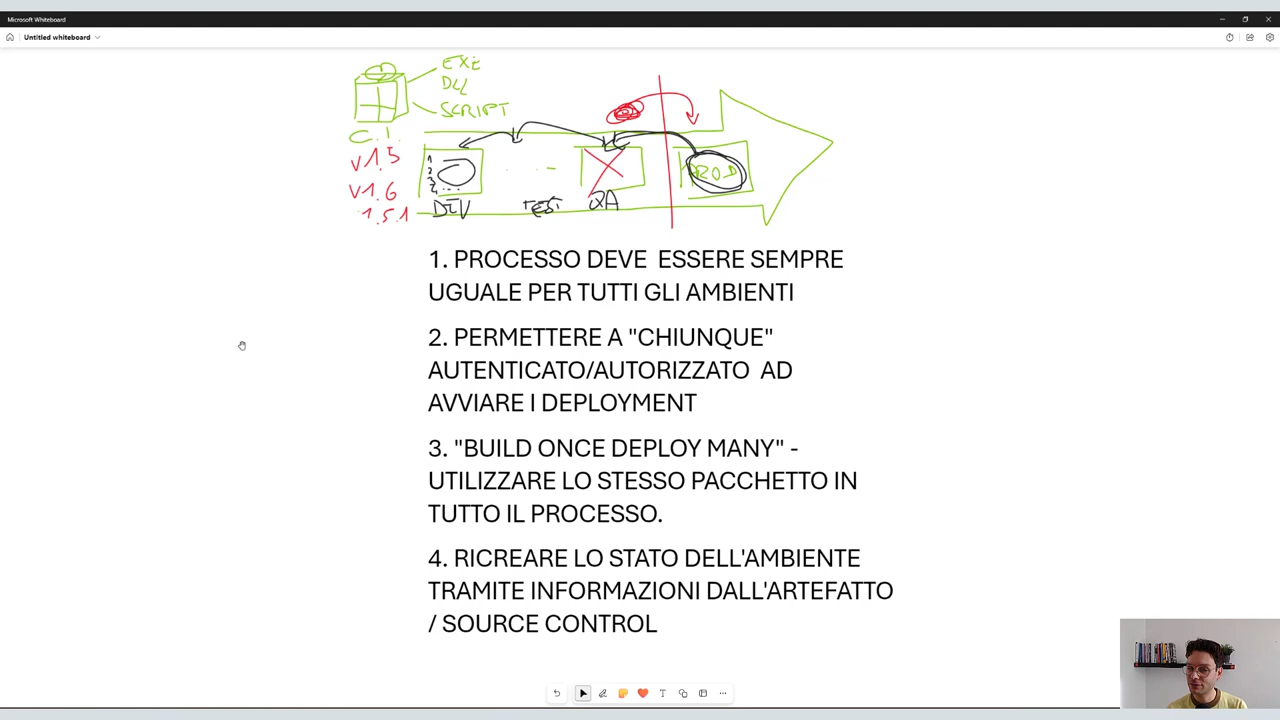 Microsoft Whiteboard
Untitled whiteboard
EXE
DLL
SCRIPT
C.I.
v1.5
v1.6
1.5.1
1
2
3
DEV
TEST
QA
PROD
1. PROCESSO DEVE ESSERE SEMPRE
UGUALE PER TUTTI GLI AMBIENTI
2. PERMETTERE A "CHIUNQUE"
AUTENTICATO/AUTORIZZATO AD
AVVIARE I DEPLOYMENT
3. "BUILD ONCE DEPLOY MANY" -
UTILIZZARE LO STESSO PACCHETTO IN
TUTTO IL PROCESSO.
4. RICREARE LO STATO DELL'AMBIENTE
TRAMITE INFORMAZIONI DALL'ARTEFATTO
/ SOURCE CONTROL